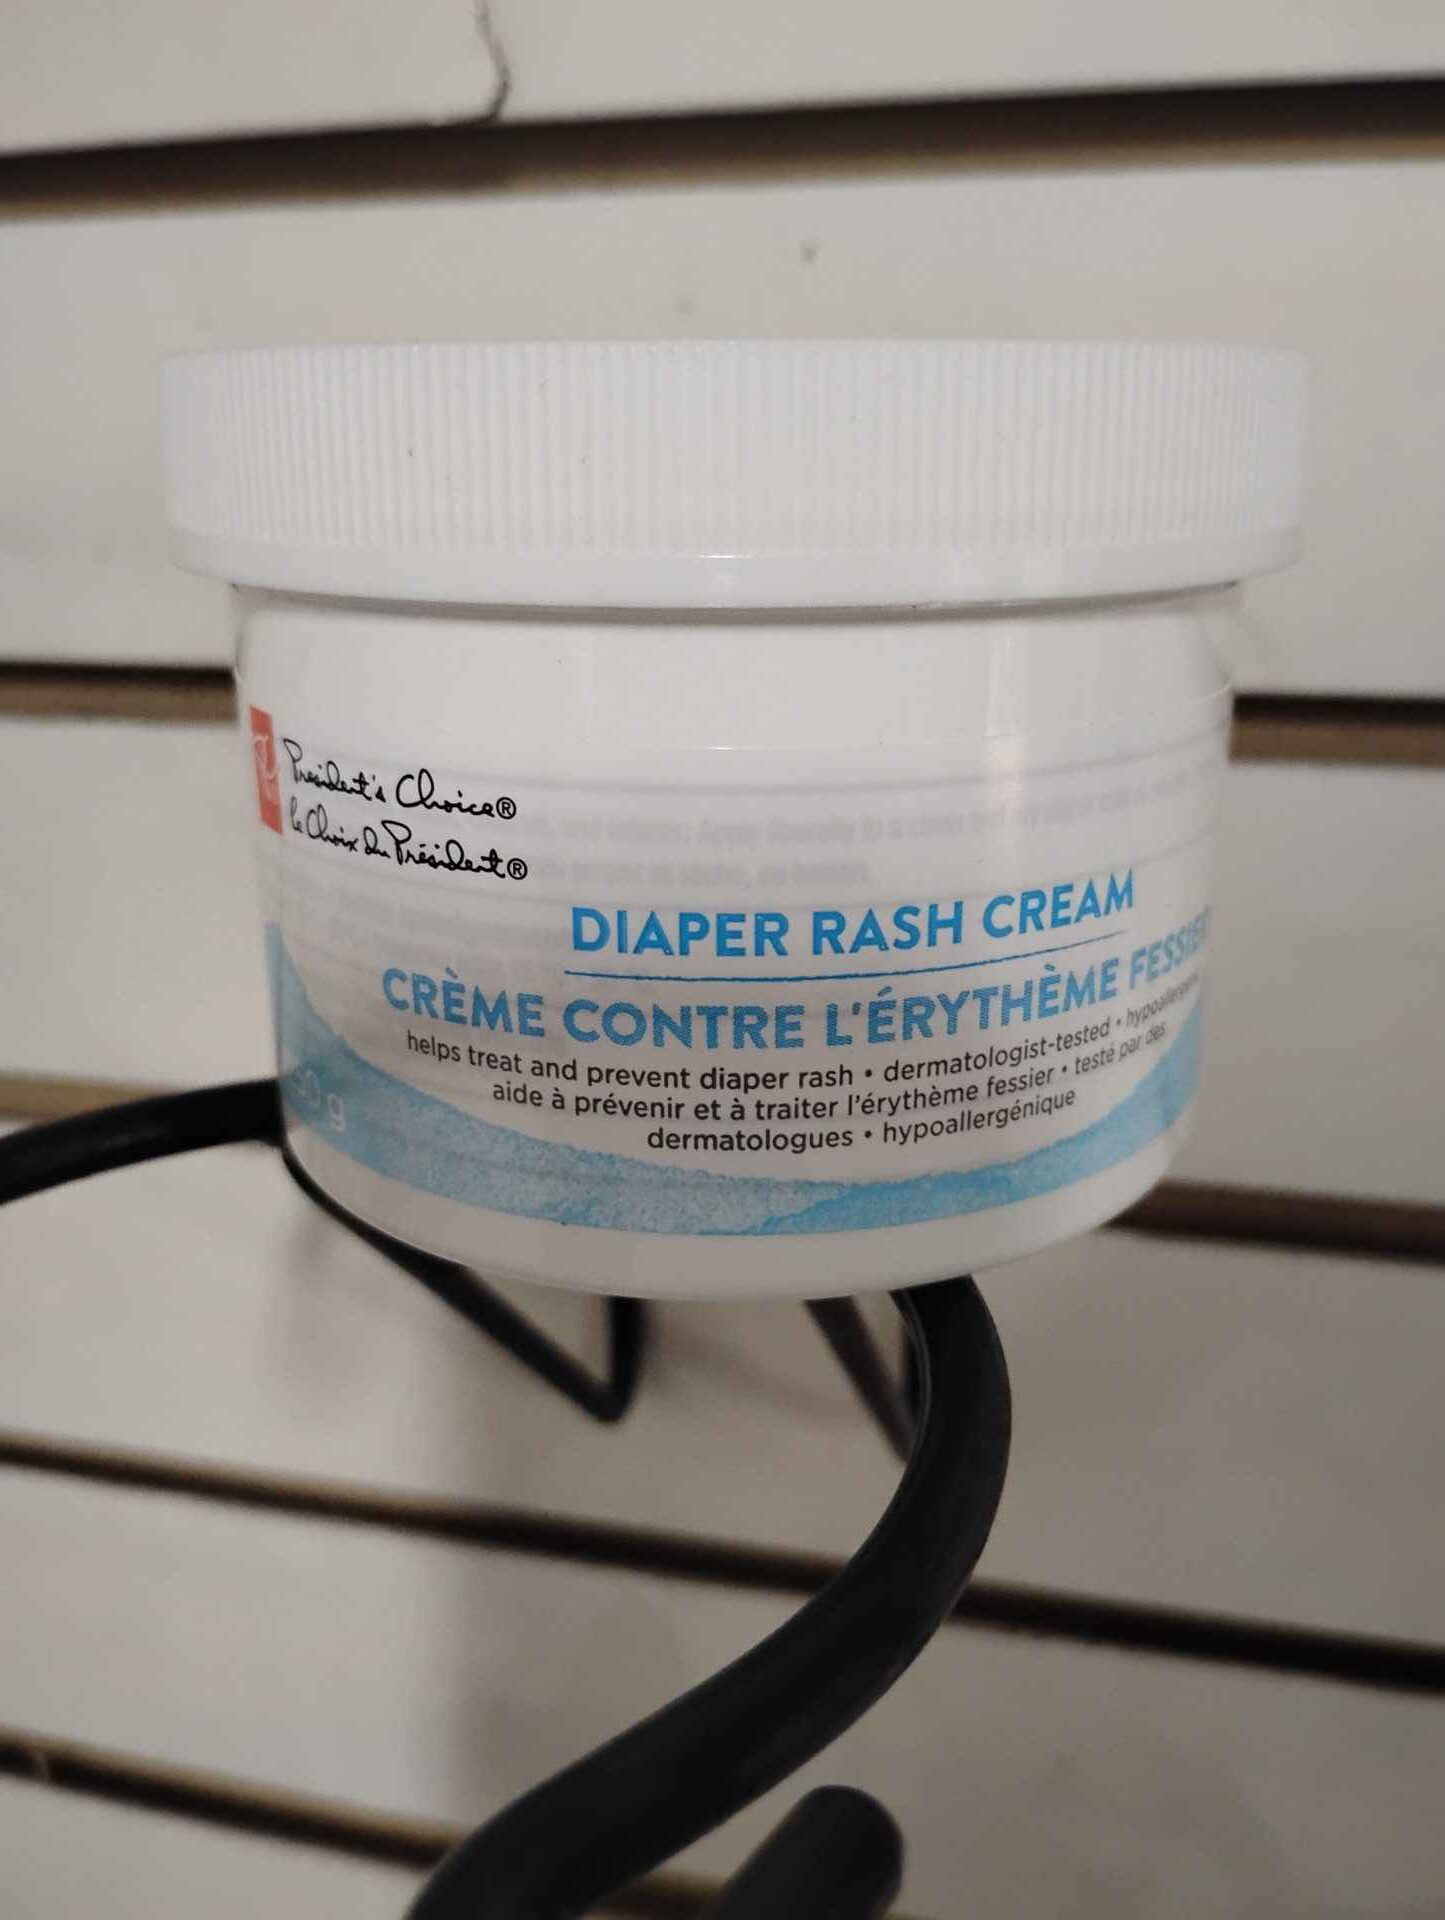 President's Choice®
le Choix du Président®
DIAPER RASH CREAM
CRÈME CONTRE L'ÉRYTHÈME FESSIER
helps treat and prevent diaper rash • dermatologist-tested •
aide à prévenir et à traiter l'érythème fessier • testé par des
dermatologues • hypoallergénique
g